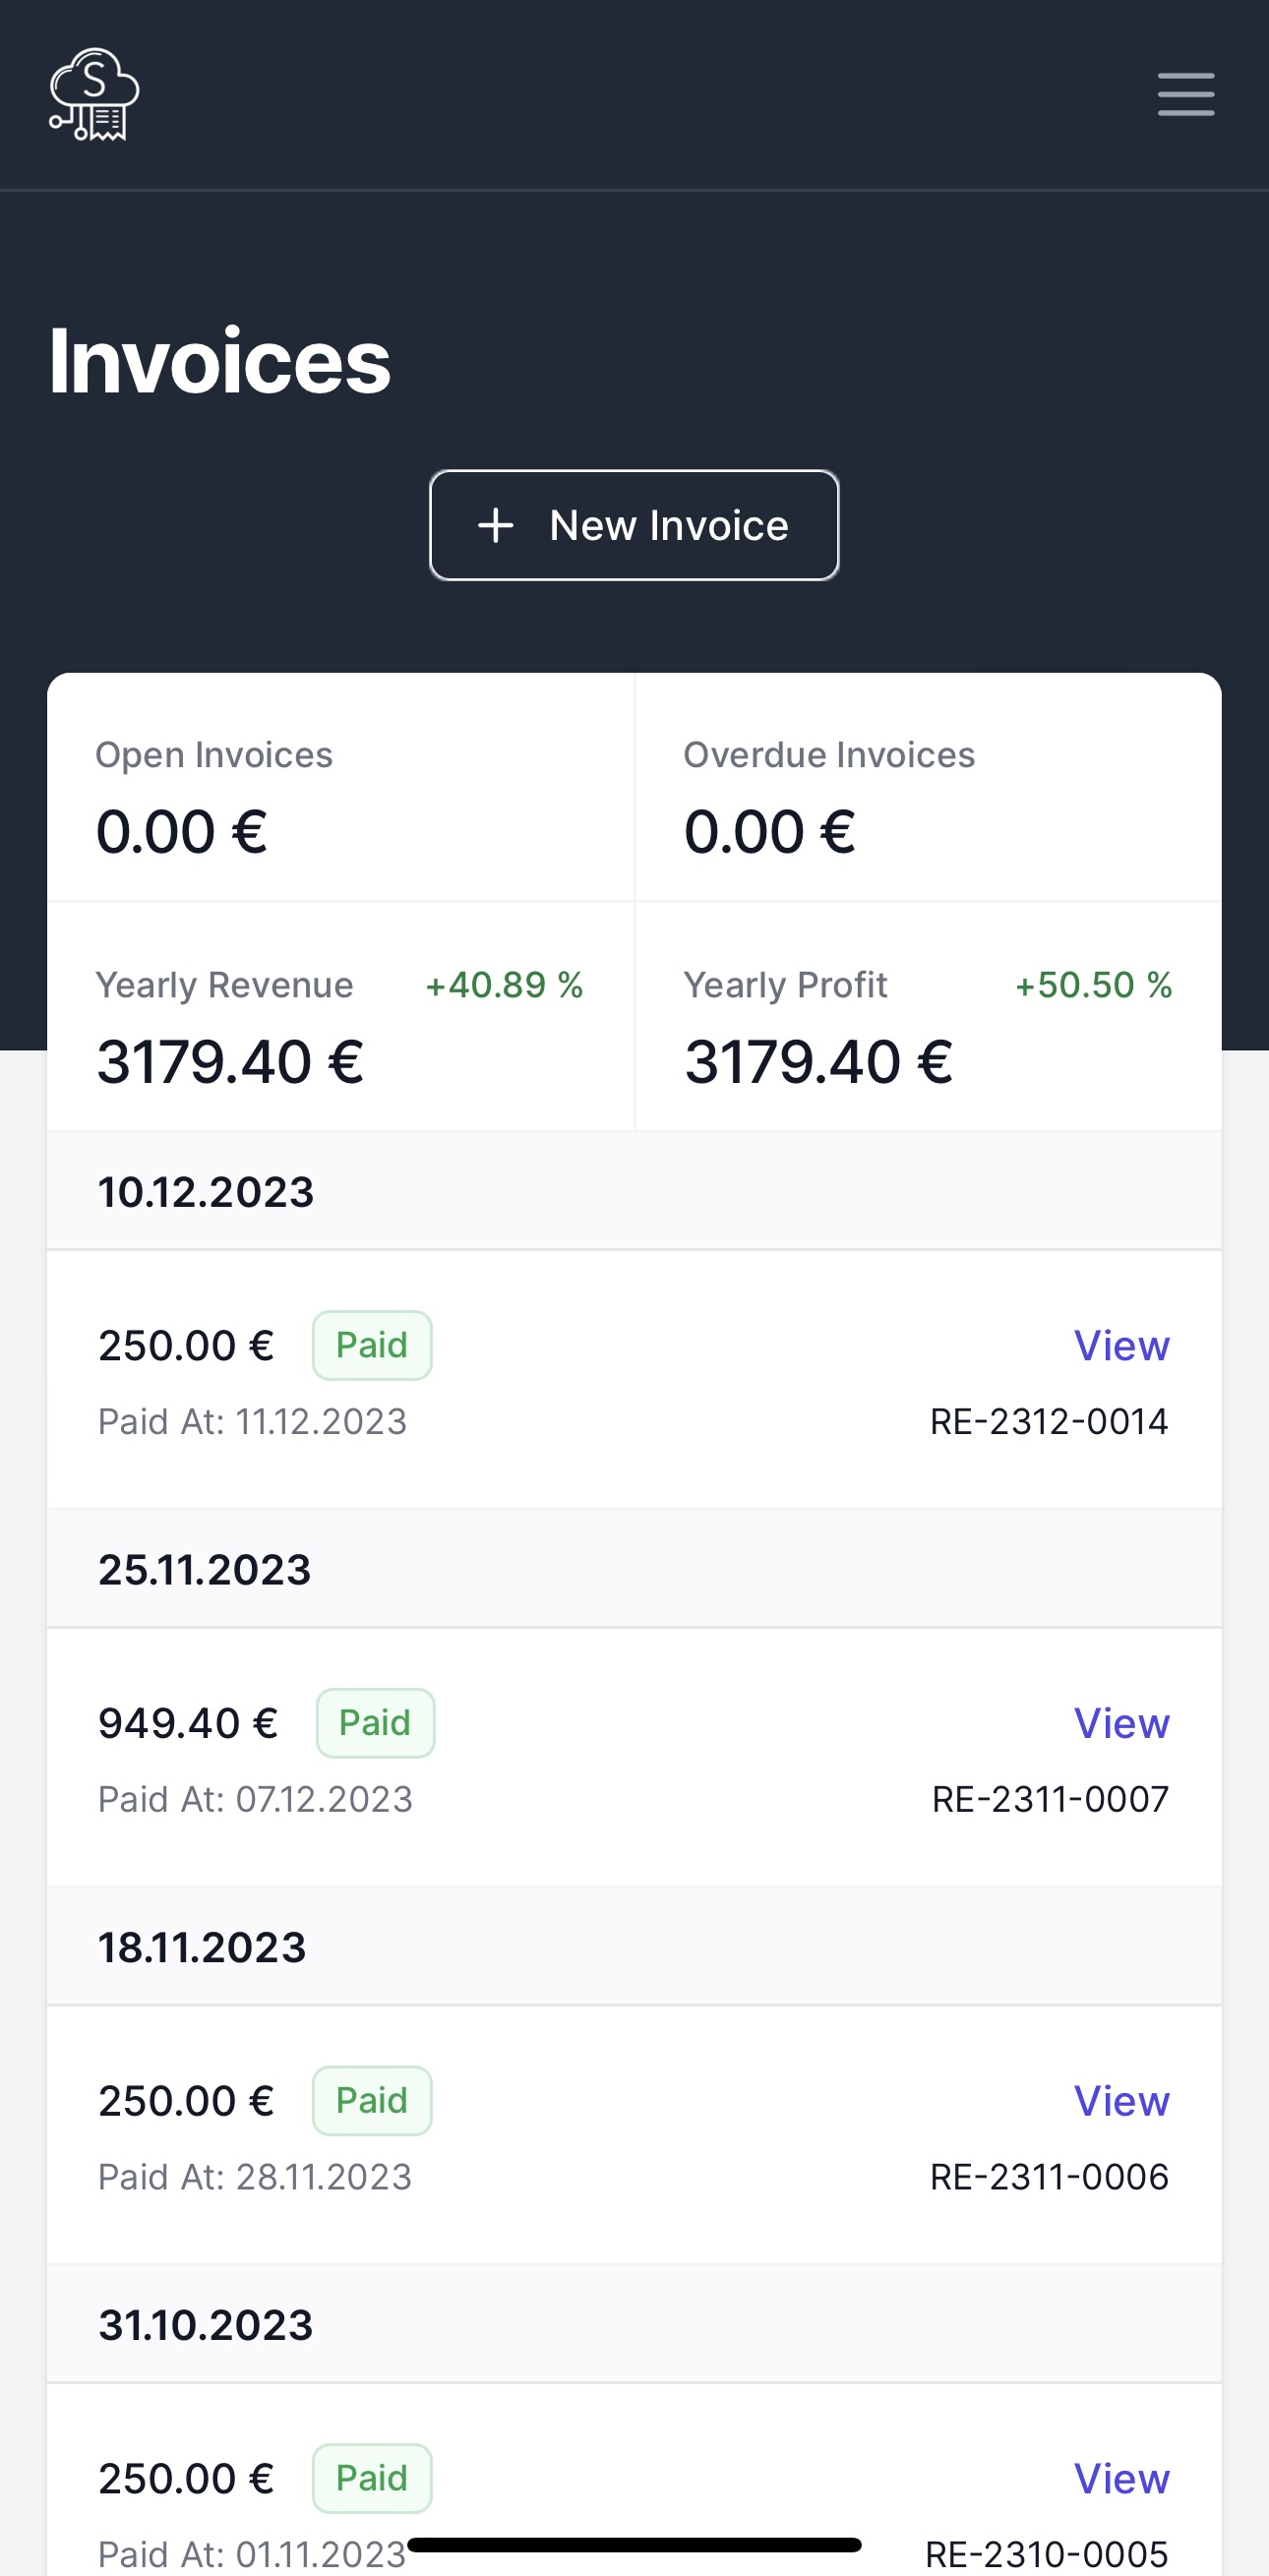 S
Invoices
+ New Invoice
Open Invoices
0.00 €
Overdue Invoices
0.00 €
Yearly Revenue +40.89 %
3179.40 €
Yearly Profit +50.50 %
3179.40 €
10.12.2023
250.00 € Paid View
Paid At: 11.12.2023 RE-2312-0014
25.11.2023
949.40 € Paid View
Paid At: 07.12.2023 RE-2311-0007
18.11.2023
250.00 € Paid View
Paid At: 28.11.2023 RE-2311-0006
31.10.2023
250.00 € Paid View
Paid At: 01.11.2023 RE-2310-0005